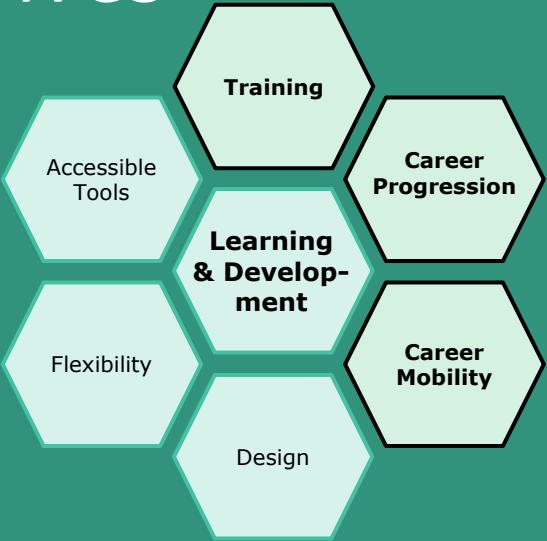 Training
Accessible
Tools
Career
Progression
Learning
& Develop-
ment
Flexibility
Career
Mobility
Design